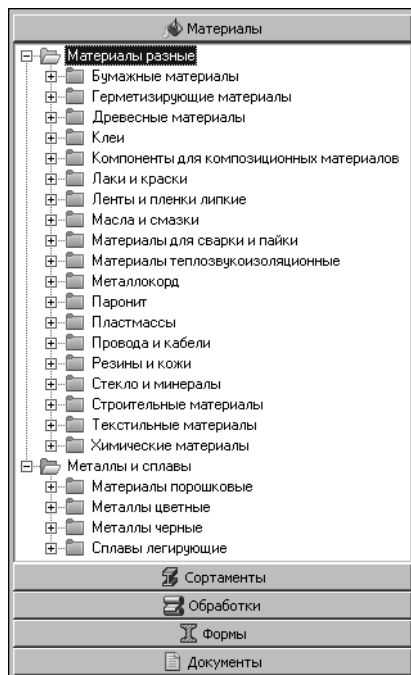 Материалы
Материалы разные
Бумажные материалы
Герметизирующие материалы
Древесные материалы
Клеи
Компоненты для композиционных материалов
Лаки и краски
Ленты и пленки липкие
Масла и смазки
Материалы для сварки и пайки
Материалы теплозвукоизоляционные
Металлокорд
Паронит
Пластмассы
Провода и кабели
Резины и кожи
Стекло и минералы
Строительные материалы
Текстильные материалы
Химические материалы
Металлы и сплавы
Материалы порошковые
Металлы цветные
Металлы черные
Сплавы легирующие
Сортаменты
Обработки
Формы
Документы